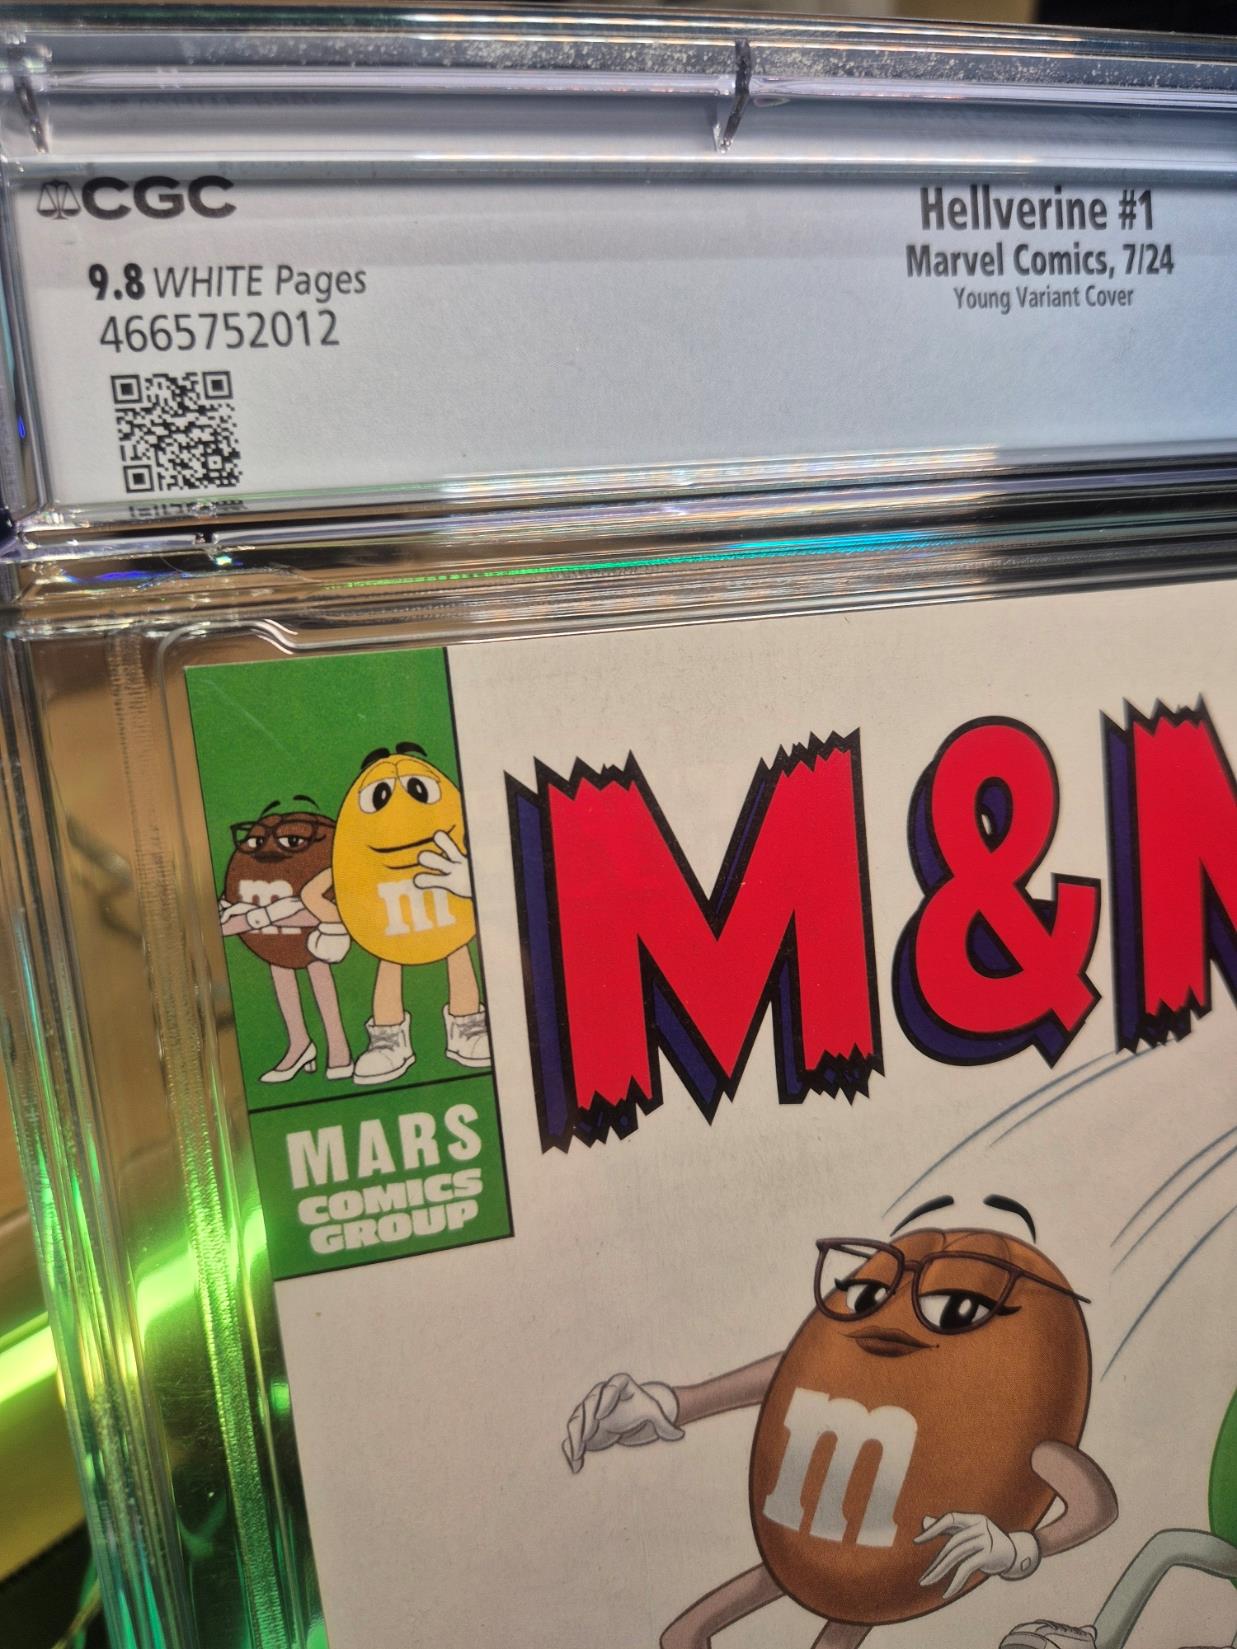 CGC
9.8 WHITE Pages
4665752012
Hellverine #1
Marvel Comics, 7/24
Young Variant Cover
M&M
m
m
MARS
COMICS
GROUP
m